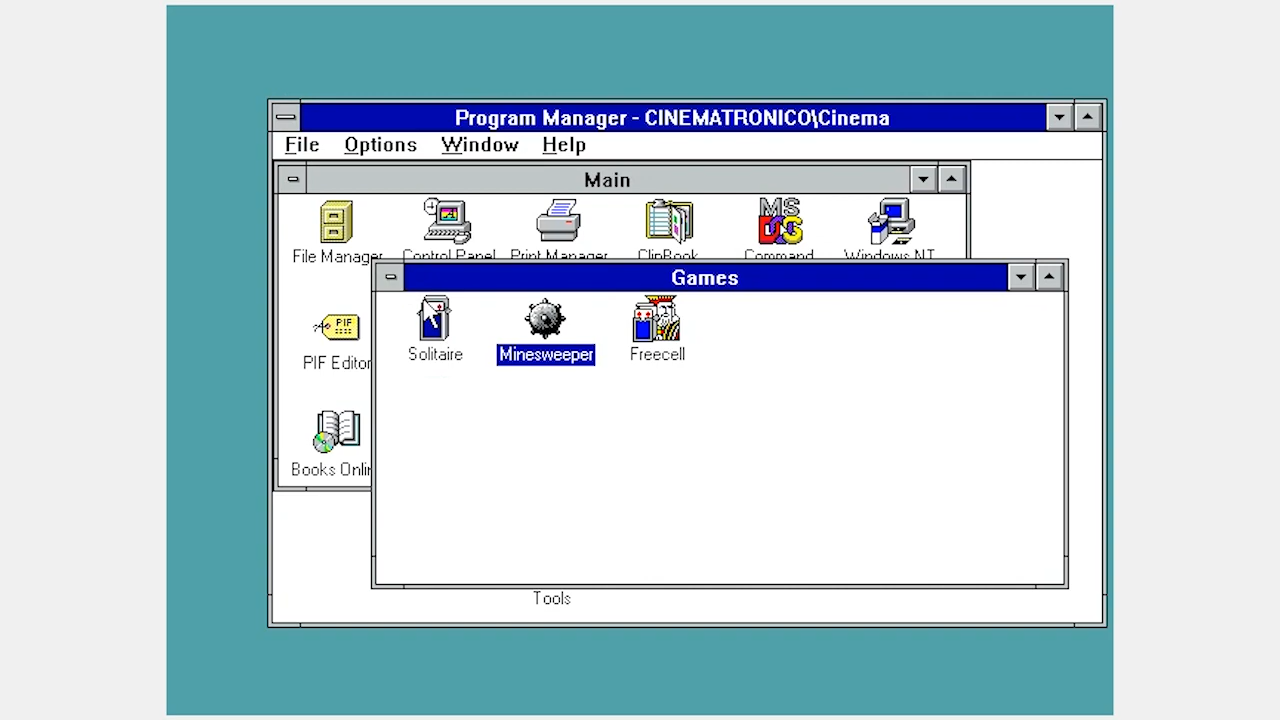 Program Manager - CINEMATRONICO\Cinema
File Options Window Help
Main
MS
DOS
File Manager Control Panel Print Manager ClipBook Command Windows NT
Games
PIF
PIF Editor
Solitaire Minesweeper Freecell
Books Onlin
Tools